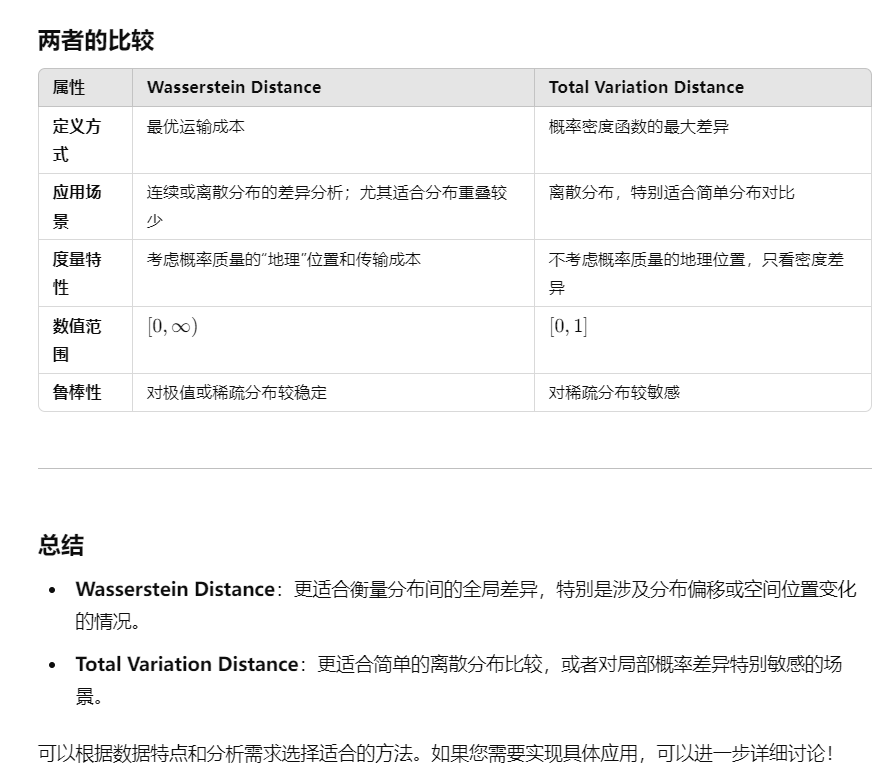 两者的比较
属性 Wasserstein Distance Total Variation Distance
定义方式 最优运输成本 概率密度函数的最大差异
应用场景 连续或离散分布的差异分析；尤其适合分布重叠较少 离散分布，特别适合简单分布对比
度量特性 考虑概率质量的“地理”位置和传输成本 不考虑概率质量的地理位置，只看密度差异
数值范围 [0, ∞) [0, 1]
鲁棒性 对极值或稀疏分布较稳定 对稀疏分布较敏感
总结
• Wasserstein Distance：更适合衡量分布间的全局差异，特别是涉及分布偏移或空间位置变化
的情况。
• Total Variation Distance：更适合简单的离散分布比较，或者对局部概率差异特别敏感的场
景。
可以根据数据特点和分析需求选择适合的方法。如果您需要实现具体应用，可以进一步详细讨论！